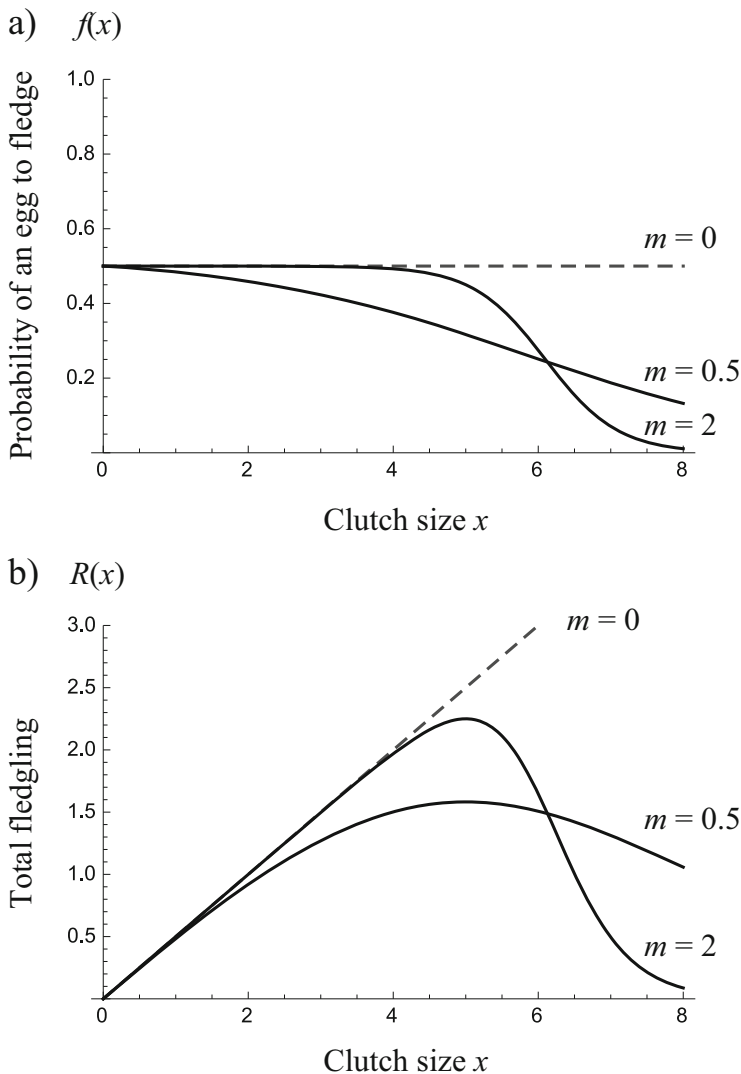 a) f(x)
Probability of an egg to fledge
1.0
0.8
0.6
0.4
0.2
m = 0
m = 0.5
m = 2
0 2 4 6 8
Clutch size x
b) R(x)
Total fledgling
3.0
2.5
2.0
1.5
1.0
0.5
m = 0
m = 0.5
m = 2
0 2 4 6 8
Clutch size x